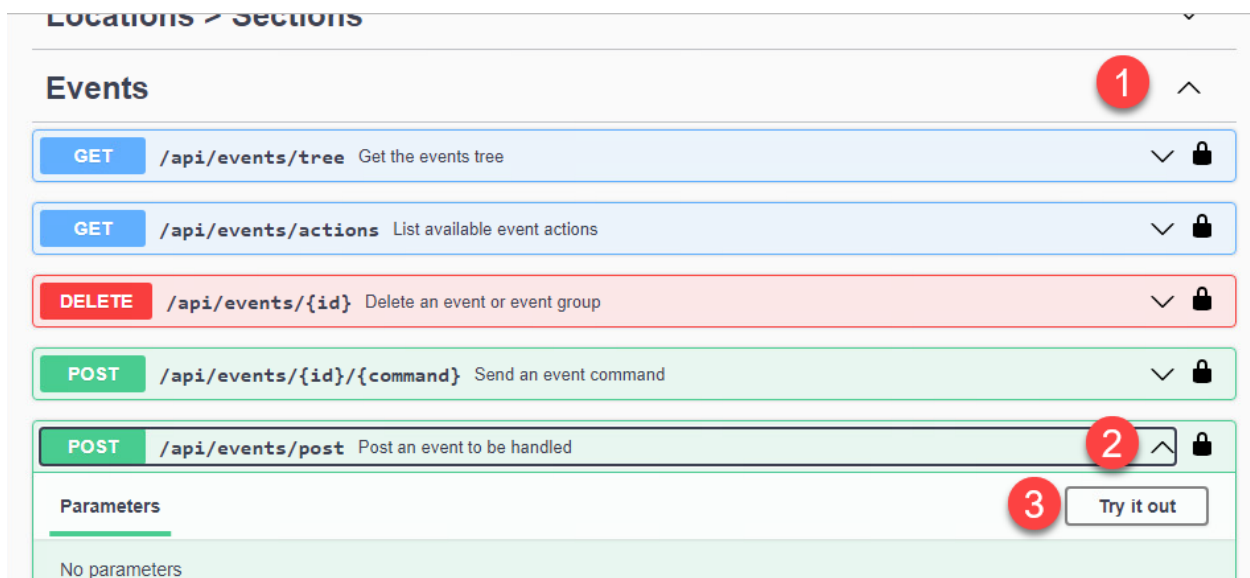 Locations > Sections
Events 1
GET /api/events/tree Get the events tree
GET /api/events/actions List available event actions
DELETE /api/events/{id} Delete an event or event group
POST /api/events/{id}/{command} Send an event command
POST /api/events/post Post an event to be handled 2
Parameters 3 Try it out
No parameters